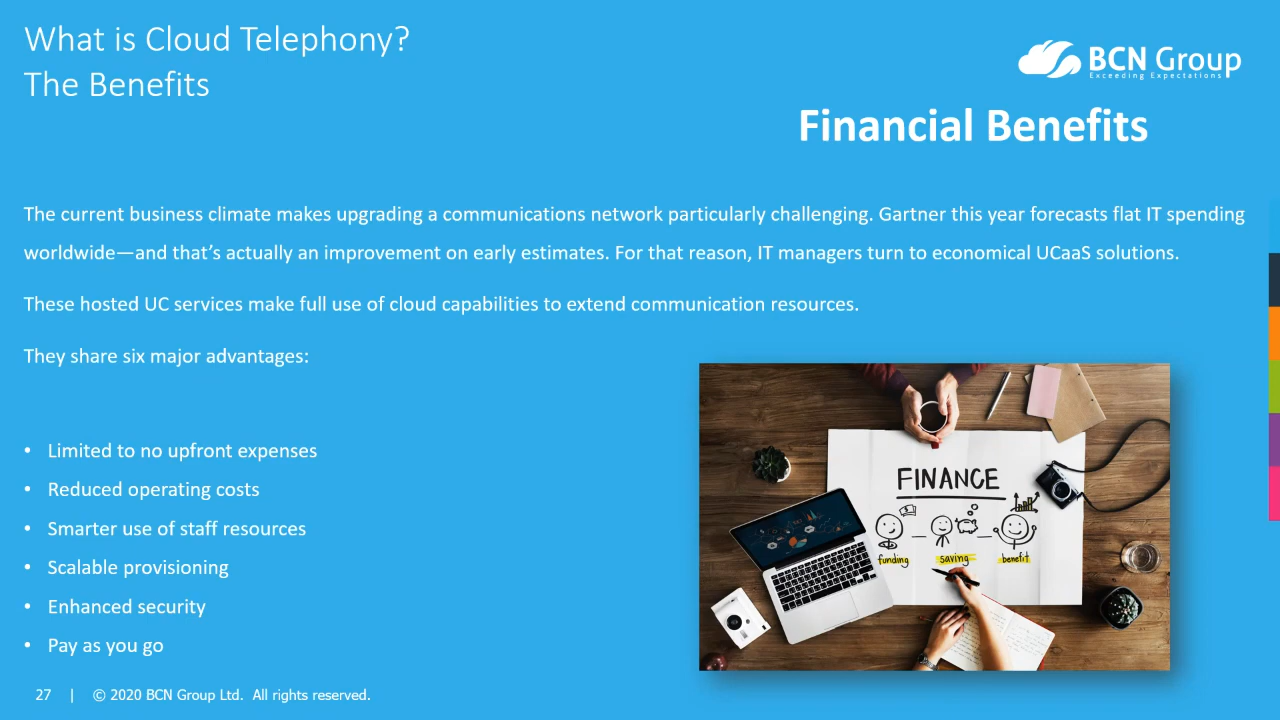 What is Cloud Telephony?
The Benefits
BCN Group
Exceeding Expectations
Financial Benefits
The current business climate makes upgrading a communications network particularly challenging. Gartner this year forecasts flat IT spending
worldwide—and that’s actually an improvement on early estimates. For that reason, IT managers turn to economical UCaaS solutions.
These hosted UC services make full use of cloud capabilities to extend communication resources.
They share six major advantages:
• Limited to no upfront expenses
• Reduced operating costs
• Smarter use of staff resources
• Scalable provisioning
• Enhanced security
• Pay as you go
FINANCE
funding saving benefit
27 | © 2020 BCN Group Ltd. All rights reserved.